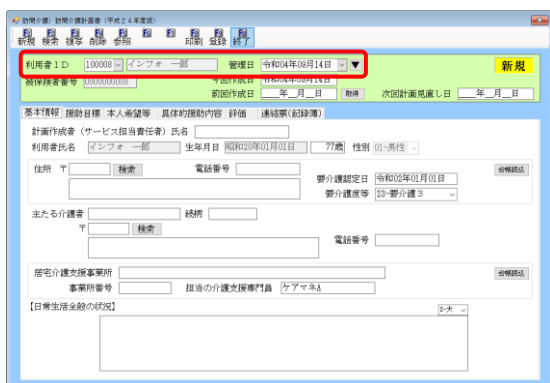 訪問介護) 訪問介護計画書 (平成24年度版)
新規 検索 複写 削除 参照 印刷 登録 終了
利用者ID 100008 インフォ 一郎 管理日 令和04年09月14日 ▼ 新規
被保険者番号 0000000008 今回作成日 令和04年09月14日
前回作成日 __年_月_日 取得 次回計画見直し日 __年_月_日
基本情報 援助目標 本人希望等 具体的援助内容 評価 連絡票(記録簿)
計画作成者 (サービス担当責任者) 氏名
利用者氏名 インフォ 一郎 生年月日 昭和20年01月01日 77歳 性別 01-男性
住所 〒 検索 電話番号 台帳読込
要介護認定日 令和02年01月01日
要介護度等 23-要介護3
主たる介護者 続柄
〒 検索
電話番号
居宅介護支援事業所 台帳読込
事業所番号 担当の介護支援専門員 ケアマネA
【日常生活全般の状況】 2-大